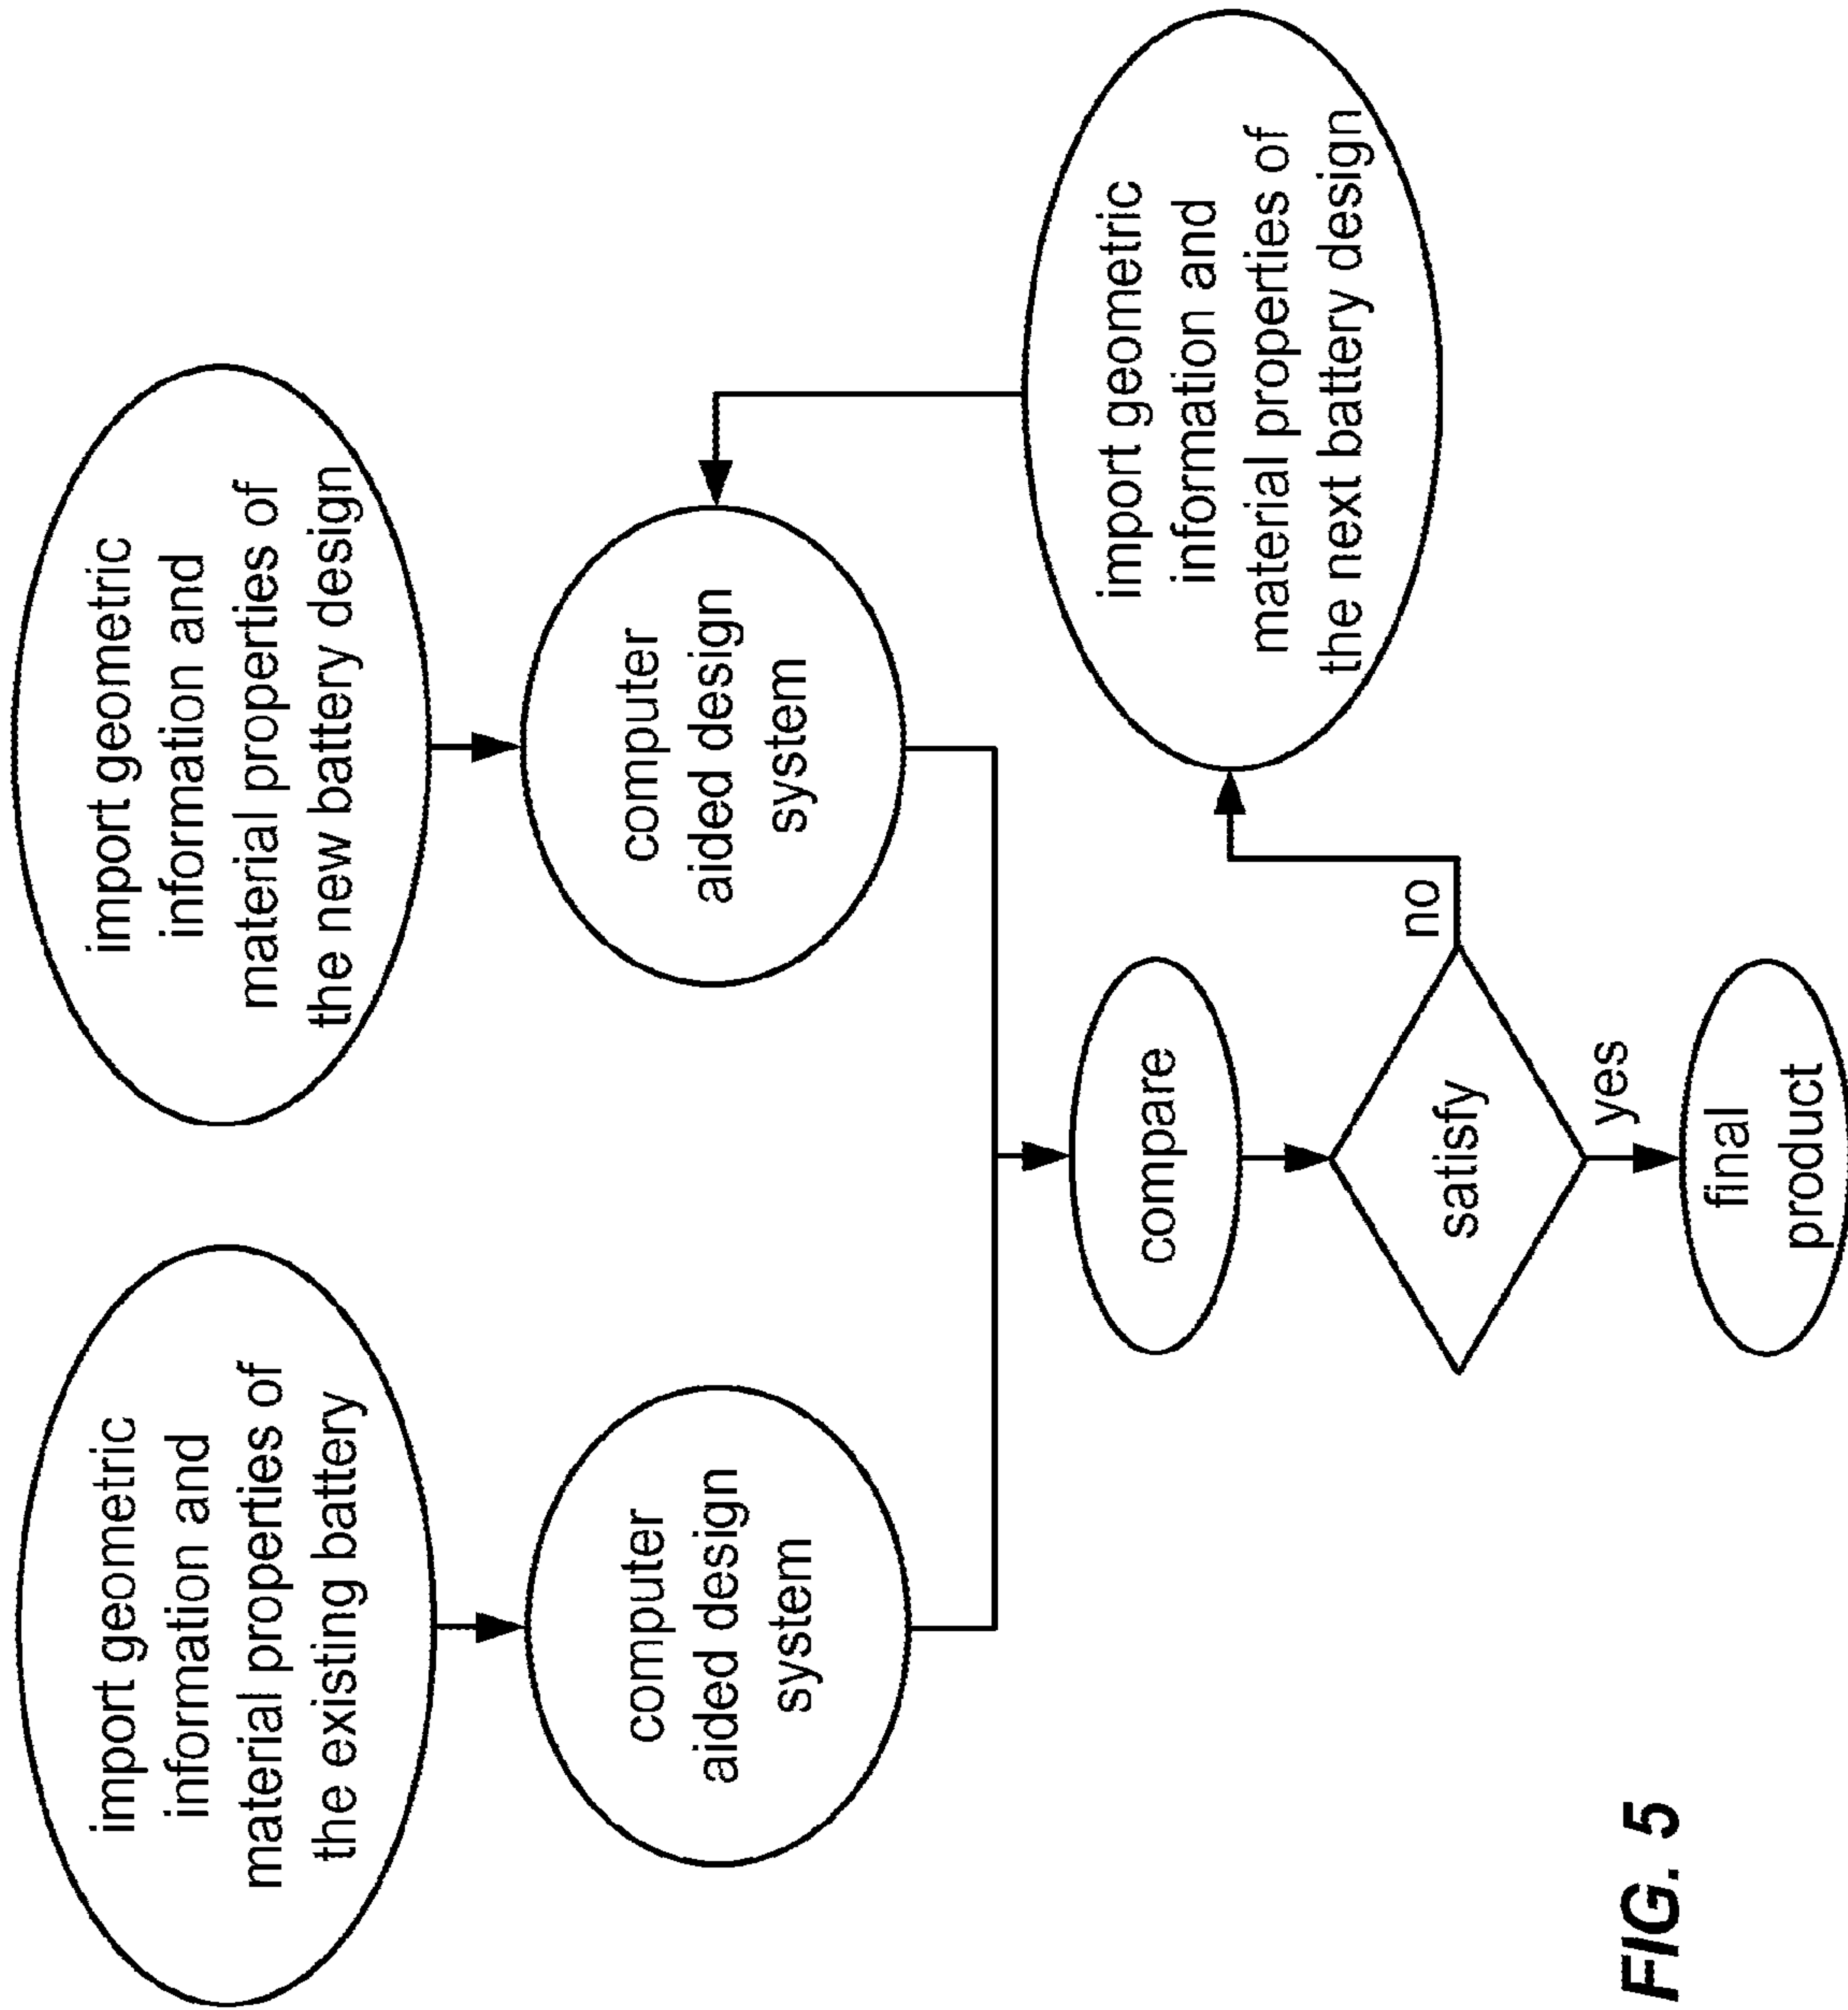 import geometric
information and
material properties of
the existing battery
import geometric
information and
material properties of
the new battery design
computer
aided design
system
computer
aided design
system
compare
satisfy
no
yes
import geometric
information and
material properties of
the next battery design
final
product
FIG. 5